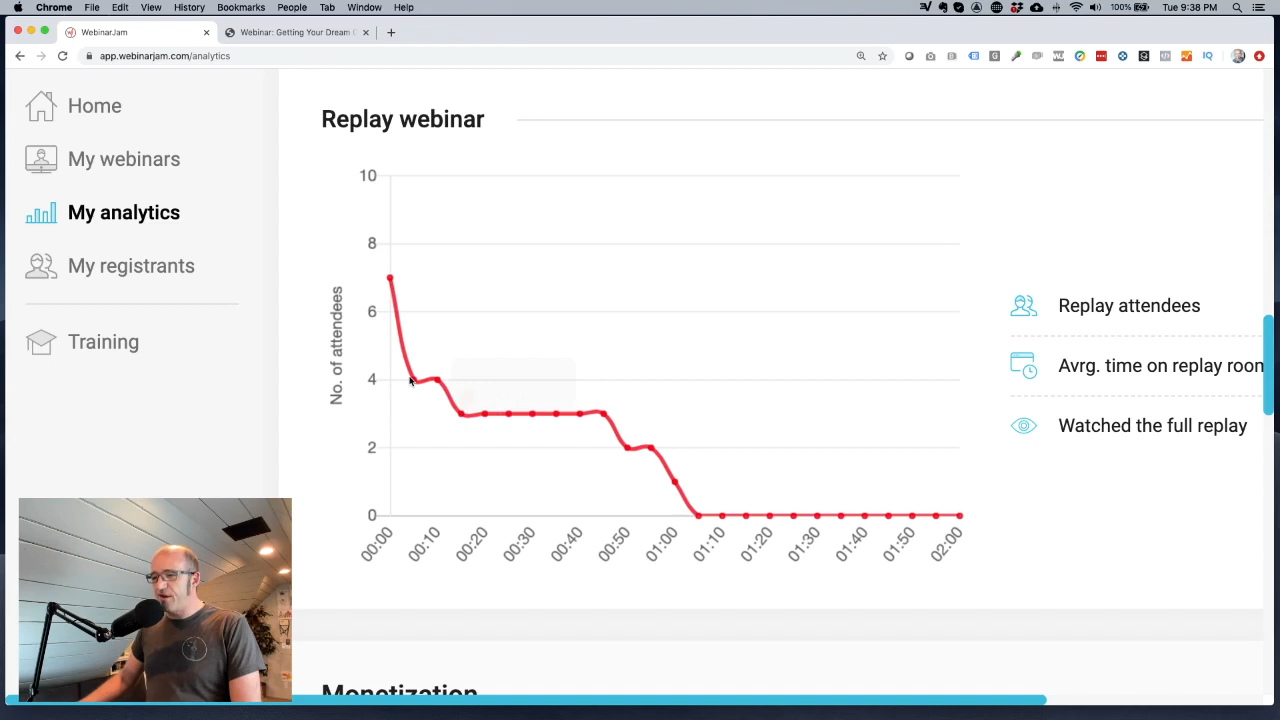 Chrome File Edit View History Bookmarks People Tab Window Help 100% Tue 9:38 PM
WebinarJam Webinar: Getting Your Dream
app.webinarjam.com/analytics
Home
My webinars
My analytics
My registrants
Training
Replay webinar
No. of attendees
10
8
6
4
2
0
00:00 00:10 00:20 00:30 00:40 00:50 01:00 01:10 01:20 01:30 01:40 01:50 02:00
Replay attendees
Avrg. time on replay room
Watched the full replay
Monetization